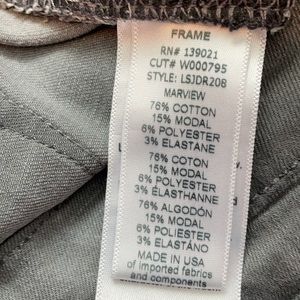 FRAME
RN# 139021
CUT# W000795
STYLE: LSJDR208
MARVIEW
76% COTTON
15% MODAL
6% POLYESTER
3% ELASTANE
76% COTON
15% MODAL
6% POLYESTER
3% ELASTHANNE
76% ALGODÓN
15% MODAL
6% POLIESTER
3% ELASTANO
MADE IN USA
of imported fabrics
and components